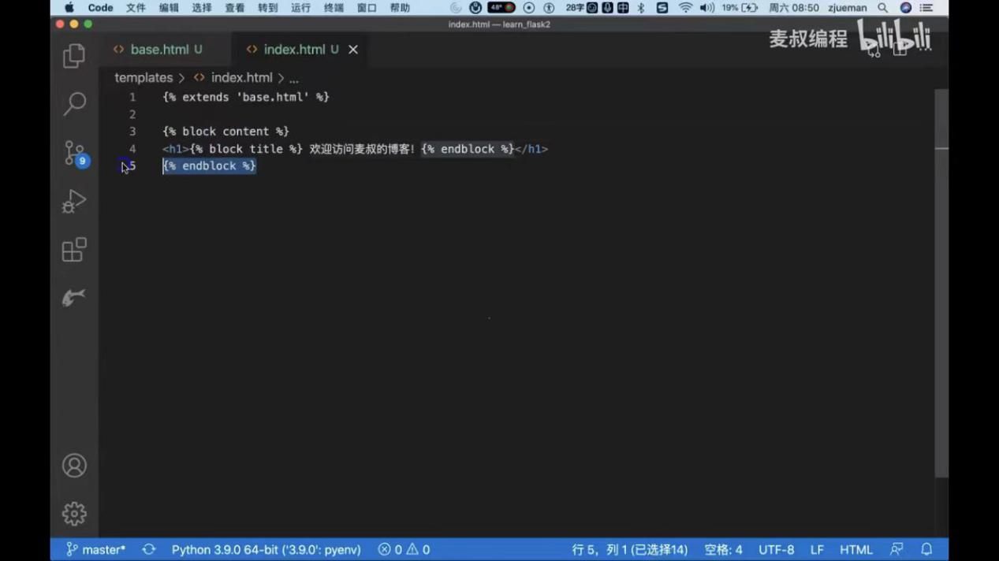 Code 文件 编辑 选择 查看 转到 运行 终端 窗口 帮助 48° 28字 中 S 19% 周六 08:50 zjueman
index.html — learn_flask2
麦叔编程 bilibili
base.html U index.html U
templates > index.html > ...
1 {% extends 'base.html' %}
2
3 {% block content %}
4 <h1>{% block title %} 欢迎访问麦叔的博客! {% endblock %}</h1>
5 {% endblock %}
9
master* Python 3.9.0 64-bit ('3.9.0': pyenv) 0 0 行 5，列 1 (已选择14) 空格: 4 UTF-8 LF HTML